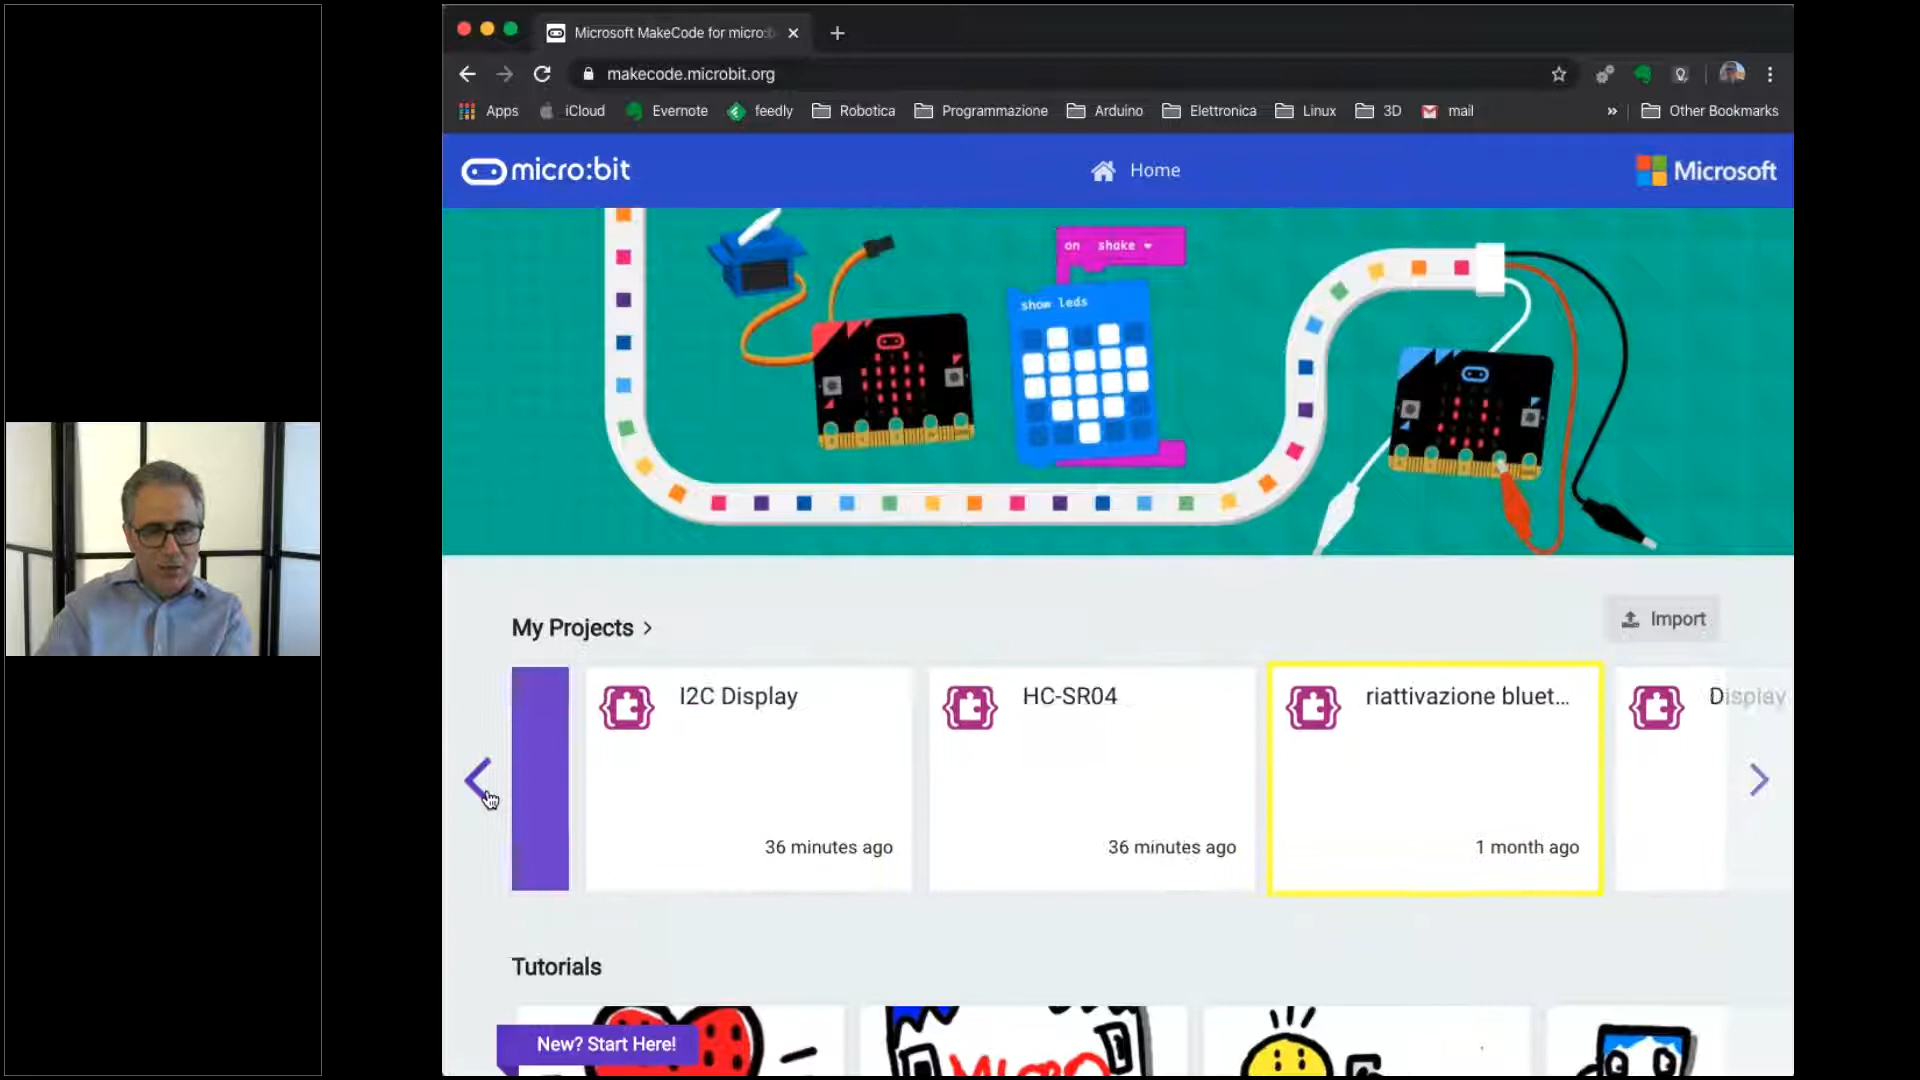 Microsoft MakeCode for micro:b
makecode.microbit.org
Apps
iCloud
Evernote
feedly
Robotica
Programmazione
Arduino
Elettronica
Linux
3D
mail
»
Other Bookmarks
micro:bit
Home
Microsoft
on shake
show leds
My Projects
Import
I2C Display
HC-SR04
riattivazione bluet...
Display
36 minutes ago
36 minutes ago
1 month ago
Tutorials
New? Start Here!